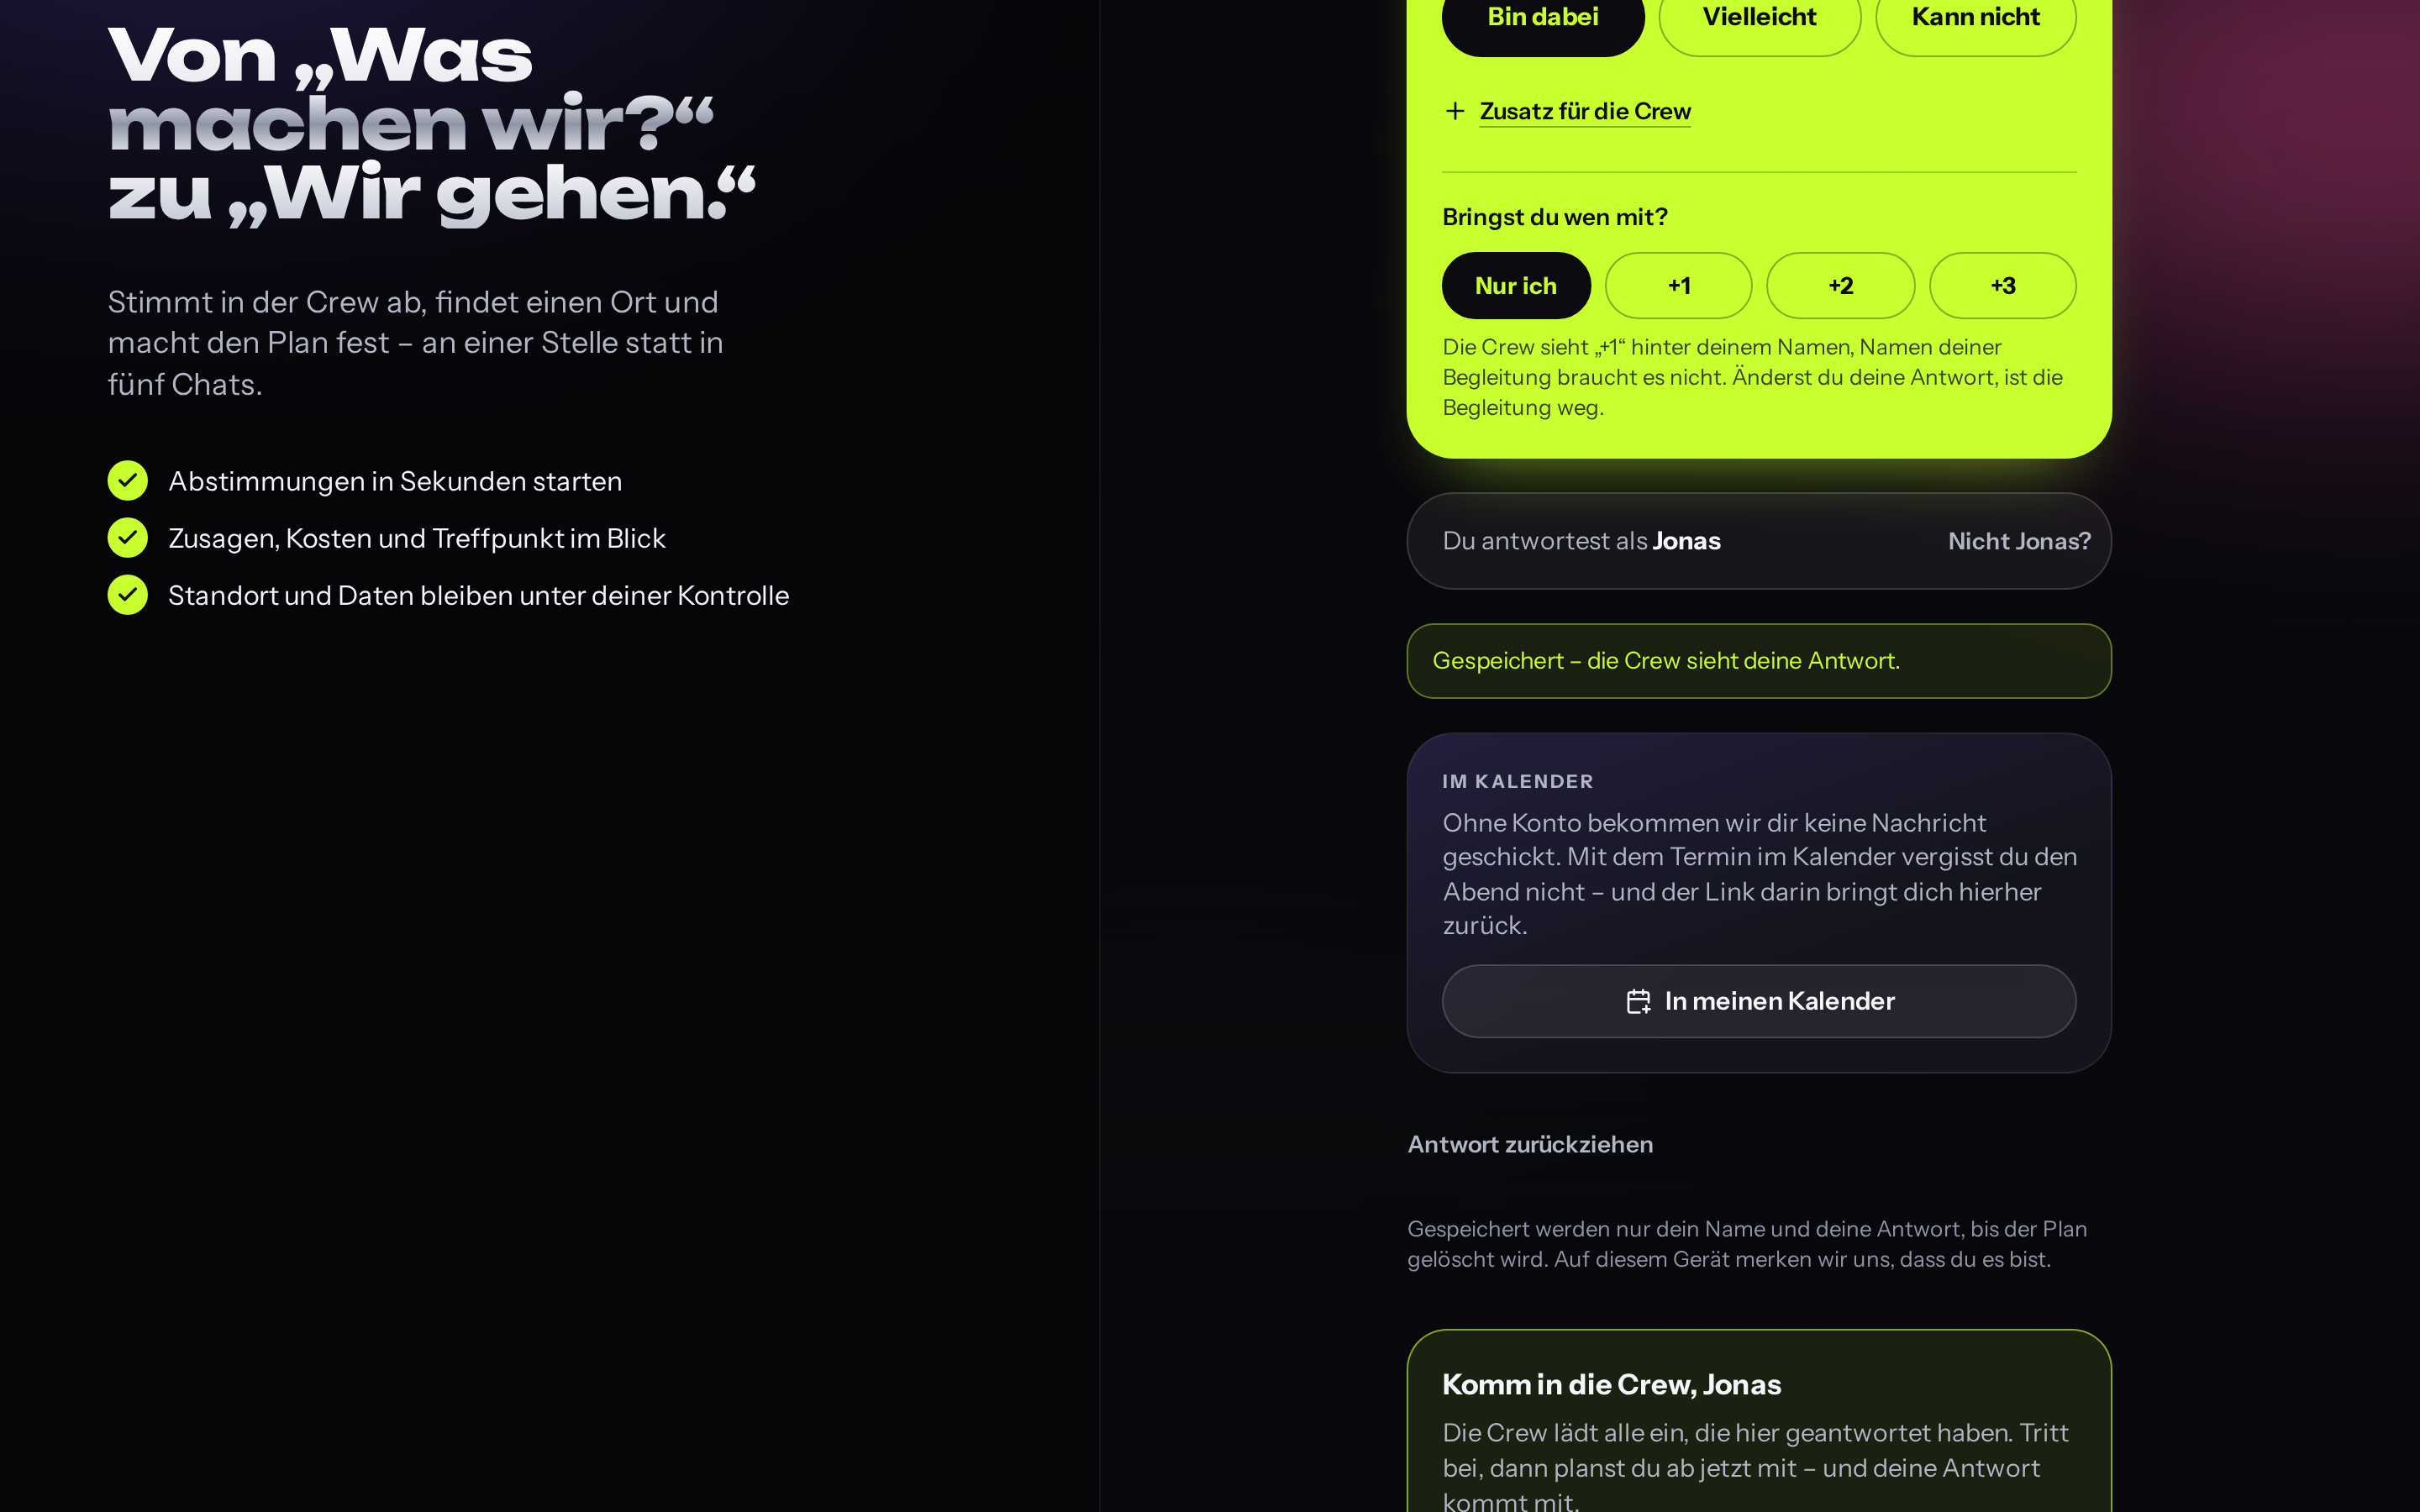 Von „Was
machen wir?“
zu „Wir gehen.“
Stimmt in der Crew ab, findet einen Ort und
macht den Plan fest – an einer Stelle statt in
fünf Chats.
Abstimmungen in Sekunden starten
Zusagen, Kosten und Treffpunkt im Blick
Standort und Daten bleiben unter deiner Kontrolle
Bin dabei
Vielleicht
Kann nicht
Zusatz für die Crew
Bringst du wen mit?
Nur ich
+1
+2
+3
Die Crew sieht „+1“ hinter deinem Namen, Namen deiner
Begleitung braucht es nicht. Änderst du deine Antwort, ist die
Begleitung weg.
Du antwortest als Jonas
Nicht Jonas?
Gespeichert – die Crew sieht deine Antwort.
IM KALENDER
Ohne Konto bekommen wir dir keine Nachricht
geschickt. Mit dem Termin im Kalender vergisst du den
Abend nicht – und der Link darin bringt dich hierher
zurück.
In meinen Kalender
Antwort zurückziehen
Gespeichert werden nur dein Name und deine Antwort, bis der Plan
gelöscht wird. Auf diesem Gerät merken wir uns, dass du es bist.
Komm in die Crew, Jonas
Die Crew lädt alle ein, die hier geantwortet haben. Tritt
bei, dann planst du ab jetzt mit – und deine Antwort
kommt mit.